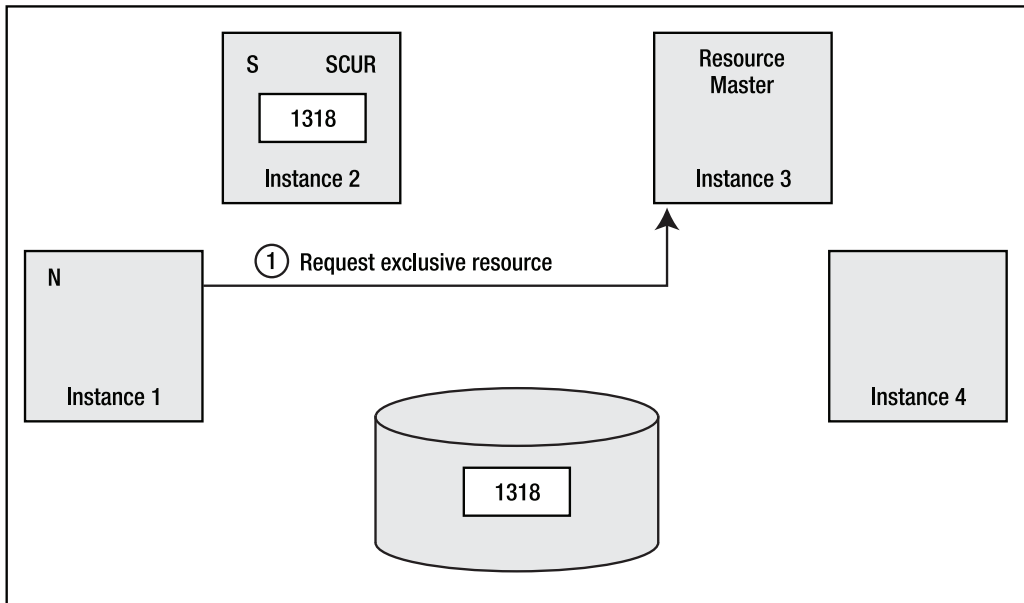 S SCUR
1318
Instance 2
Resource
Master
Instance 3
1 Request exclusive resource
N
Instance 1
Instance 4
1318